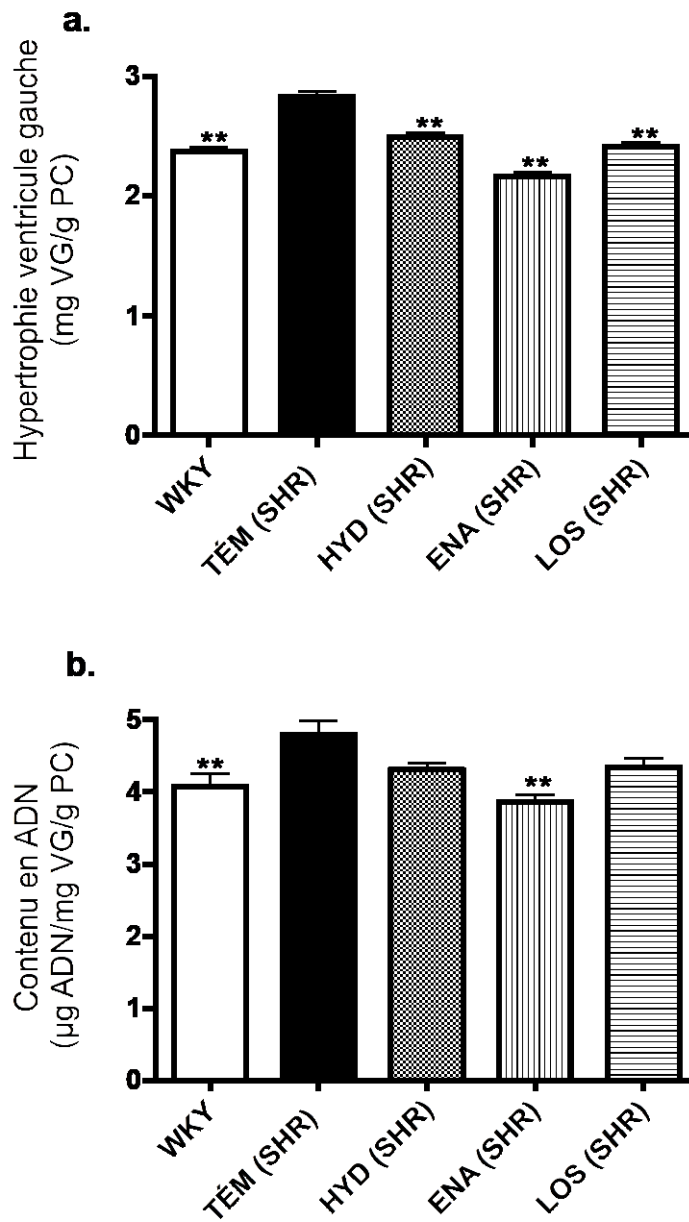 a.
Hypertrophie ventricule gauche
(mg VG/g PC)
3
2
1
0
**
**
**
**
WKY
TÉM (SHR)
HYD (SHR)
ENA (SHR)
LOS (SHR)
b.
Contenu en ADN
(µg ADN/mg VG/g PC)
5
4
3
2
1
0
**
**
WKY
TÉM (SHR)
HYD (SHR)
ENA (SHR)
LOS (SHR)